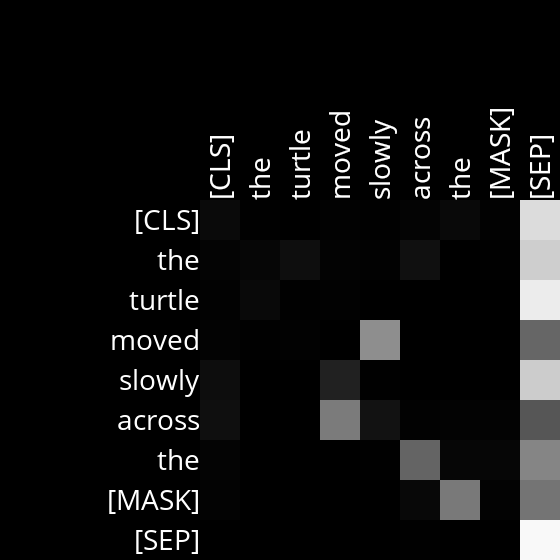 [CLS] the turtle moved slowly across the [MASK] [SEP]
[CLS]
the
turtle
moved
slowly
across
the
[MASK]
[SEP]